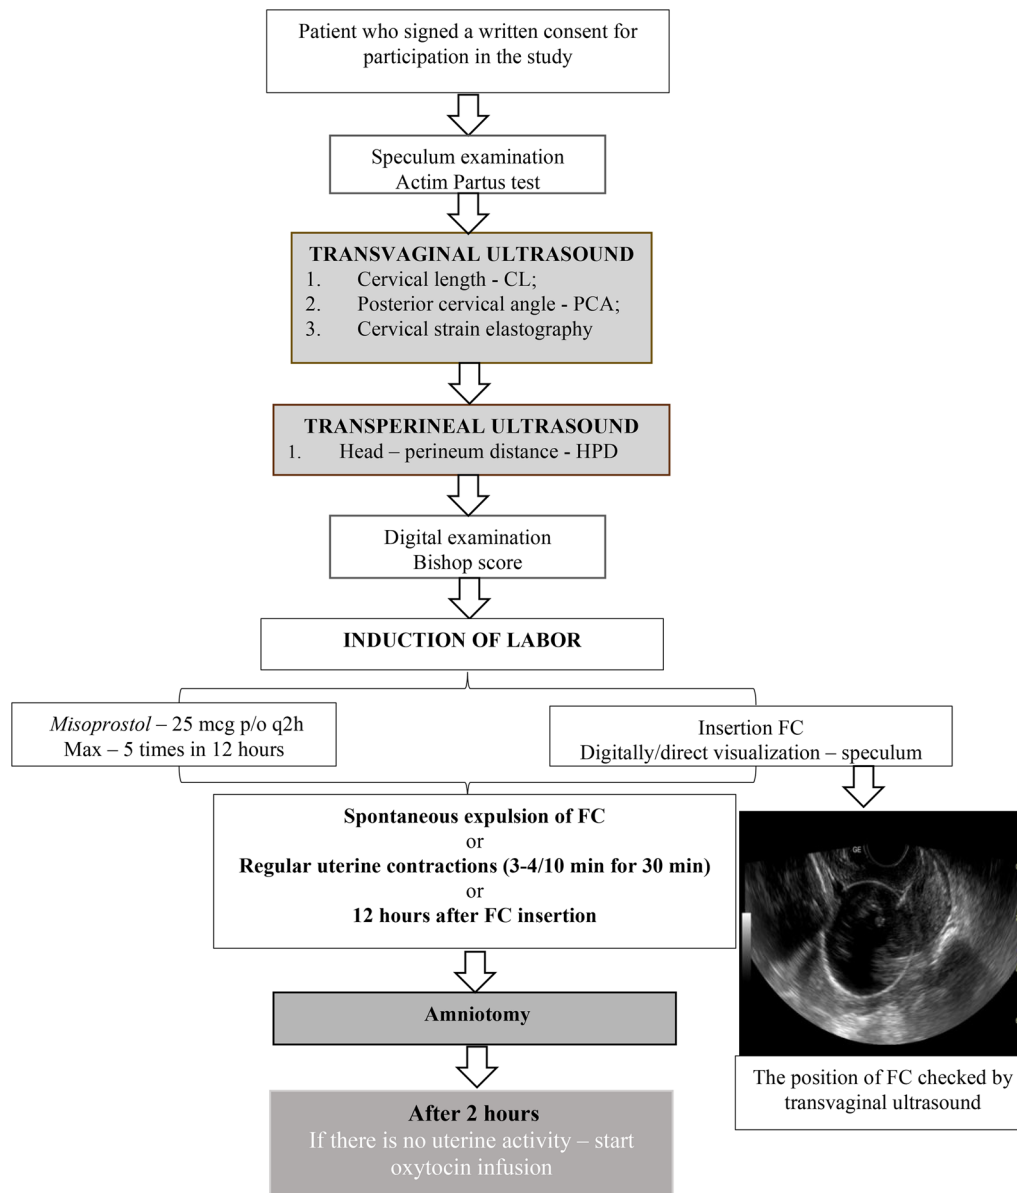 Patient who signed a written consent for
participation in the study
Speculum examination
Actim Partus test
TRANSVAGINAL ULTRASOUND
1. Cervical length - CL;
2. Posterior cervical angle - PCA;
3. Cervical strain elastography
TRANSPERINEAL ULTRASOUND
1. Head – perineum distance - HPD
Digital examination
Bishop score
INDUCTION OF LABOR
Misoprostol – 25 mcg p/o q2h
Max – 5 times in 12 hours
Insertion FC
Digitally/direct visualization – speculum
Spontaneous expulsion of FC
or
Regular uterine contractions (3-4/10 min for 30 min)
or
12 hours after FC insertion
GE
The position of FC checked by
transvaginal ultrasound
Amniotomy
After 2 hours
If there is no uterine activity – start
oxytocin infusion